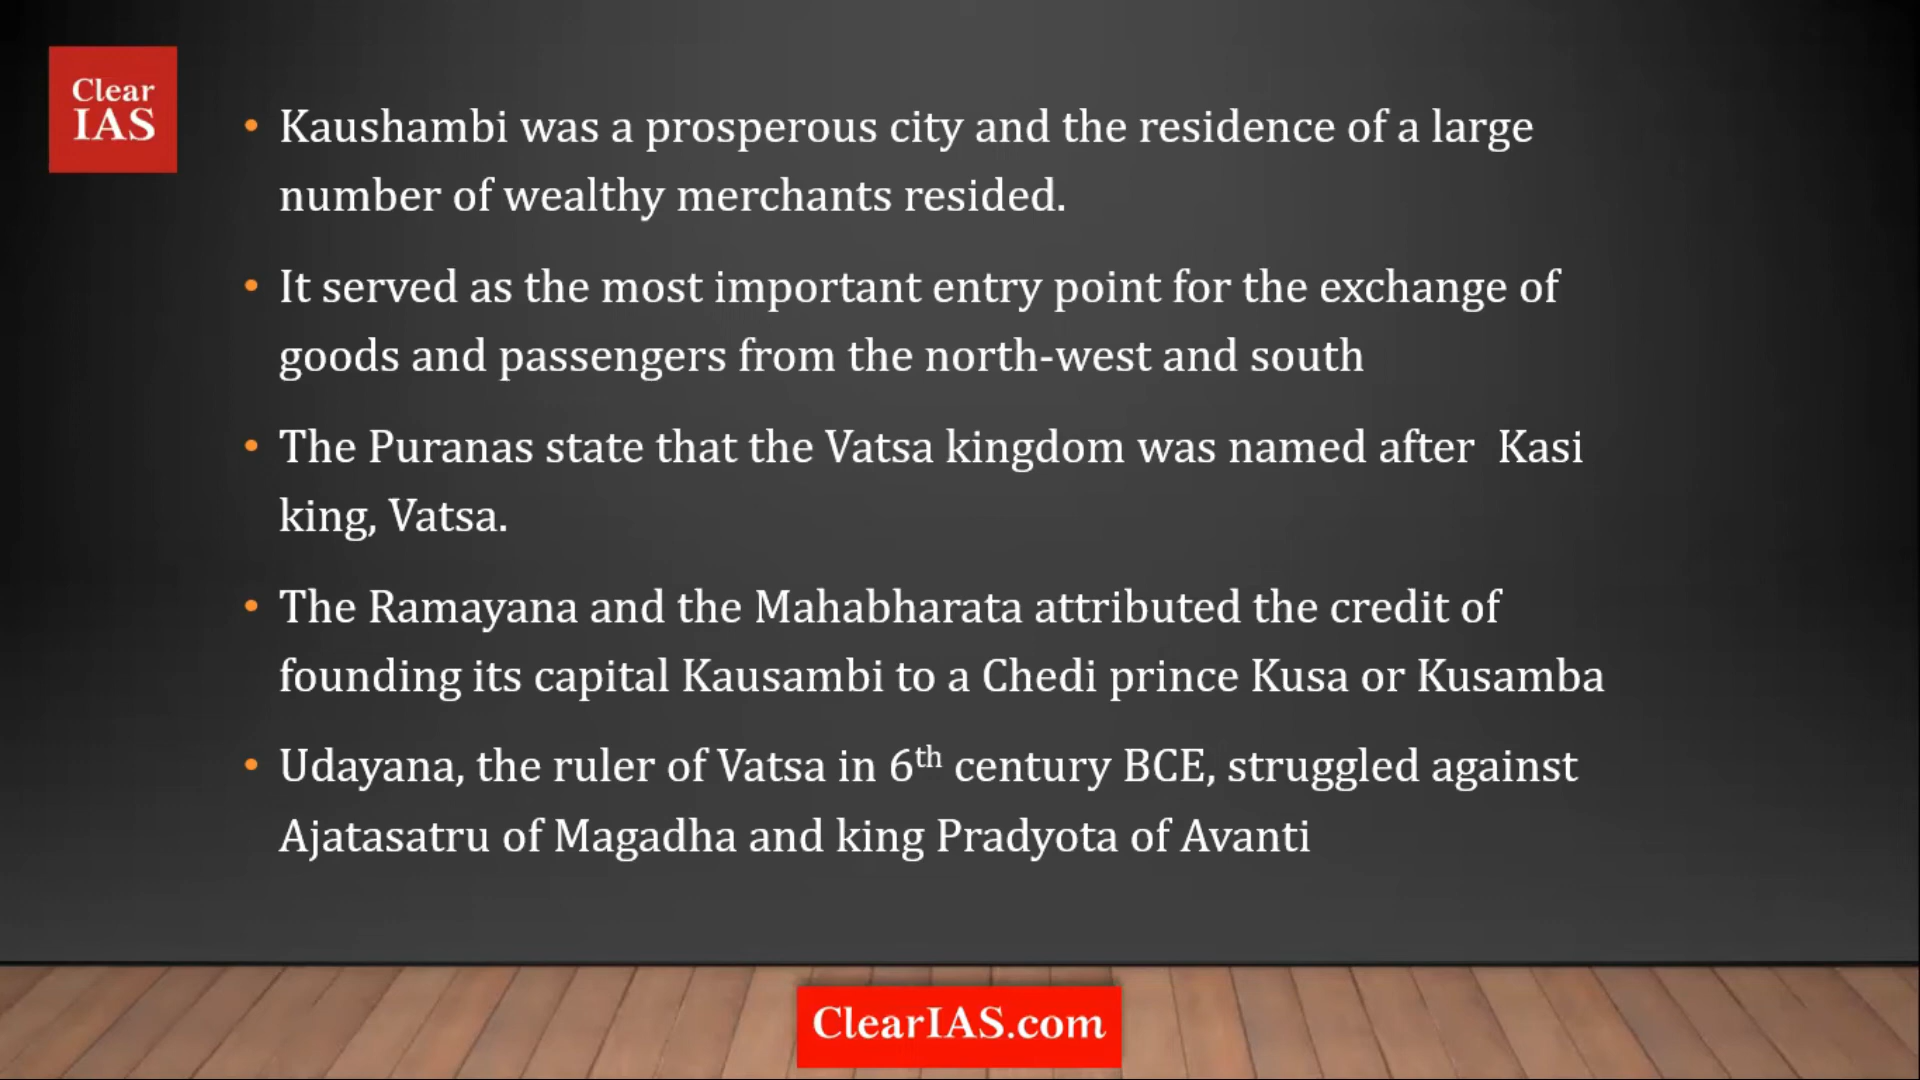 Clear
IAS
• Kaushambi was a prosperous city and the residence of a large
number of wealthy merchants resided.
• It served as the most important entry point for the exchange of
goods and passengers from the north-west and south
• The Puranas state that the Vatsa kingdom was named after  Kasi
king, Vatsa.
• The Ramayana and the Mahabharata attributed the credit of
founding its capital Kausambi to a Chedi prince Kusa or Kusamba
• Udayana, the ruler of Vatsa in 6th century BCE, struggled against
Ajatasatru of Magadha and king Pradyota of Avanti
ClearIAS.com